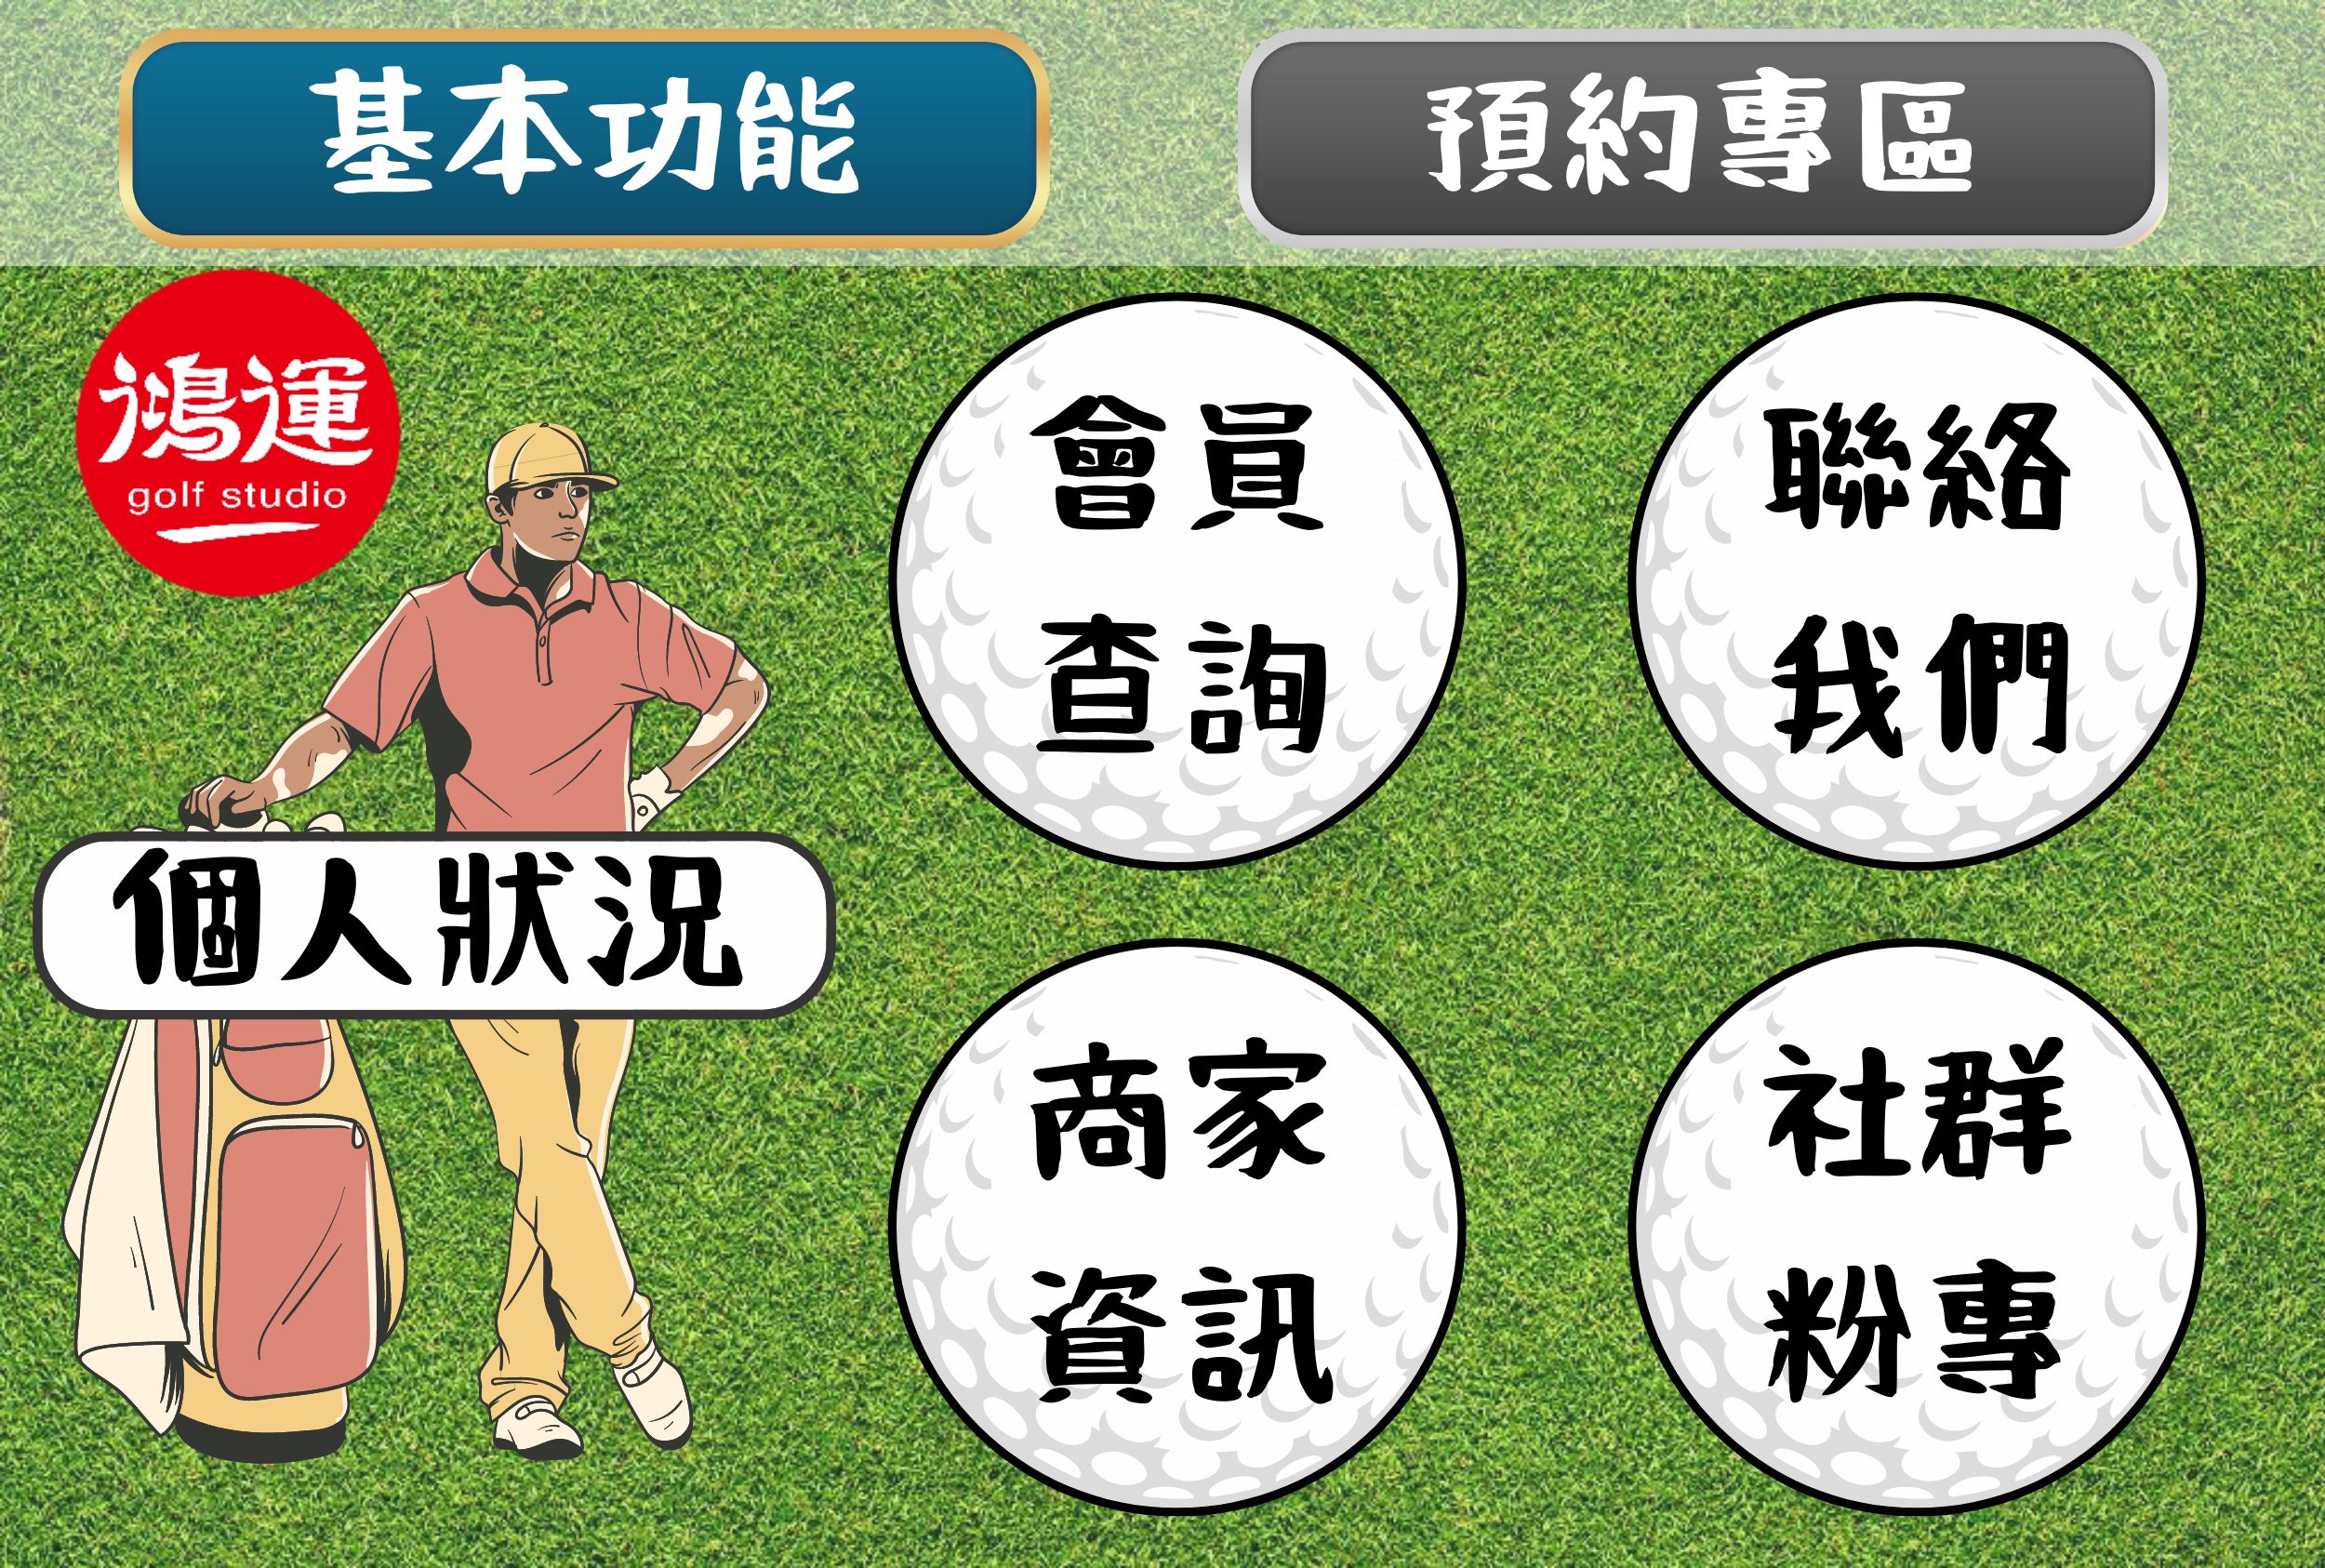 基本功能
預約專區
鴻運
golf studio
個人狀況
會員
查詢
聯絡
我們
商家
資訊
社群
粉專